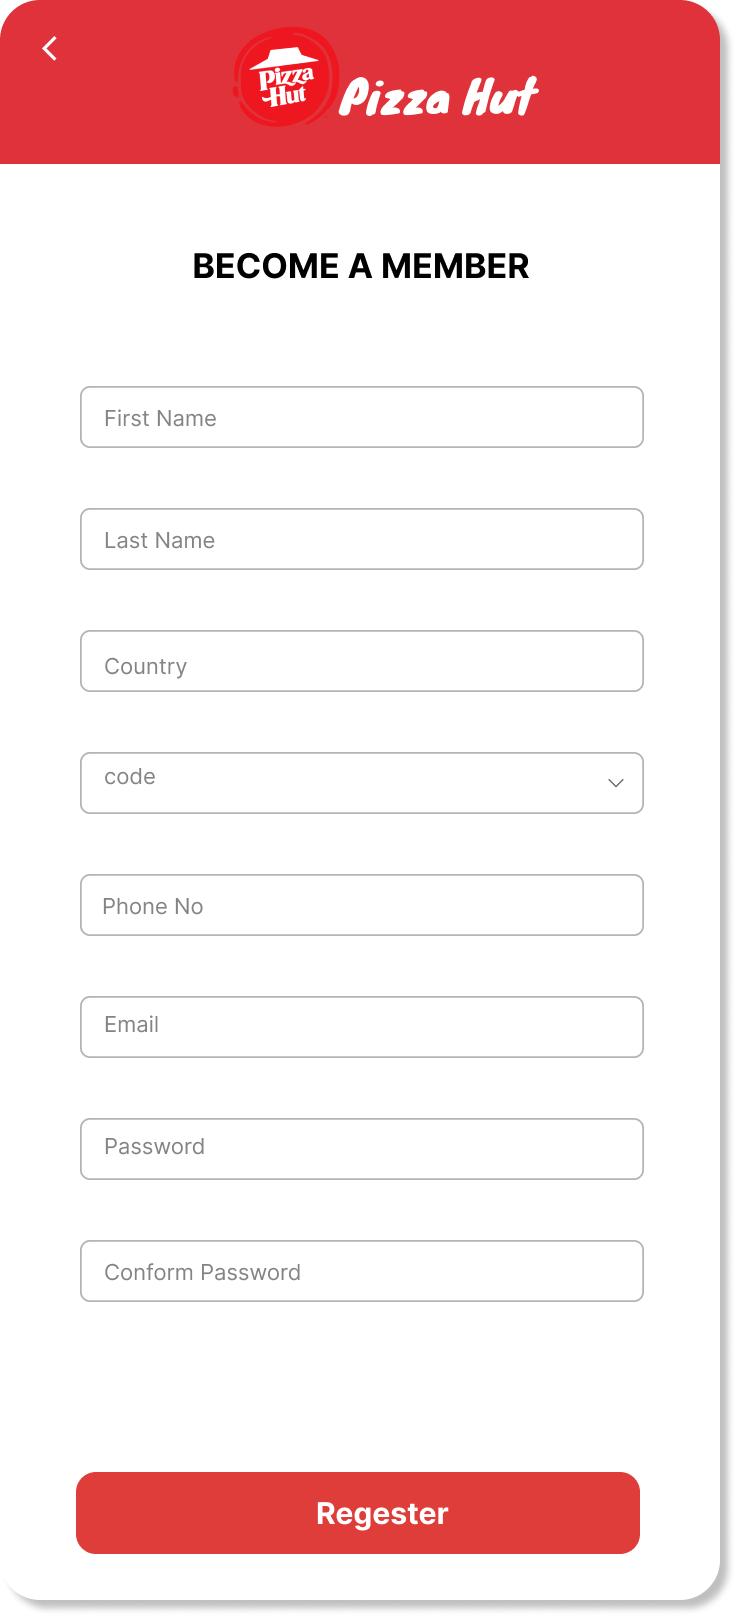 Pizza
Hut
Pizza Hut
BECOME A MEMBER
First Name
Last Name
Country
code
Phone No
Email
Password
Conform Password
Regester